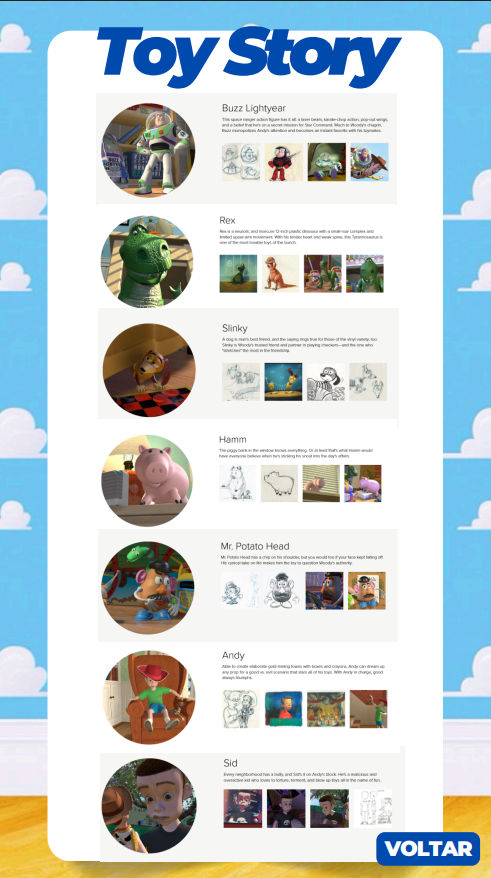 Toy Story
Buzz Lightyear
This space ranger action figure has it all: a laser beam, karate-chop action, pop-out wings,
and a belief that he's on a secret mission for Star Command. Much to Woody's chagrin,
Buzz monopolizes Andy's attention and becomes an instant favorite with his toymates.
Rex
Rex is a neurotic and insecure 12-inch plastic dinosaur with a small-roar complex and
limited upper-arm movement. With his tender heart and weak spine, this Tyrannosaurus is
one of the most lovable toys of the bunch.
Slinky
A dog is man's best friend, and the saying rings true for those of the vinyl variety, too.
Slinky is Woody's trusted friend and partner in playing checkers—and the one who
"stretches" the most in the friendship.
Hamm
The piggy bank in the window knows everything. Or at least that's what Hamm would
have everyone believe when he's sticking his snout into the day's affairs.
Mr. Potato Head
Mr. Potato Head has a chip on his shoulder, but you would too if your face kept falling off.
His cynical take on life makes him the toy to question Woody's authority.
Andy
Able to create elaborate gold-mining towns with boxes and crayons, Andy can dream up
any prop for a good vs. evil scenario that stars all of his toys. With Andy in charge, good
always triumphs.
Sid
Every neighborhood has a bully, and Sid's it on Andy's block. He's a malicious and
overactive kid who loves to torture, torment, and blow up toys all in the name of fun.
VOLTAR